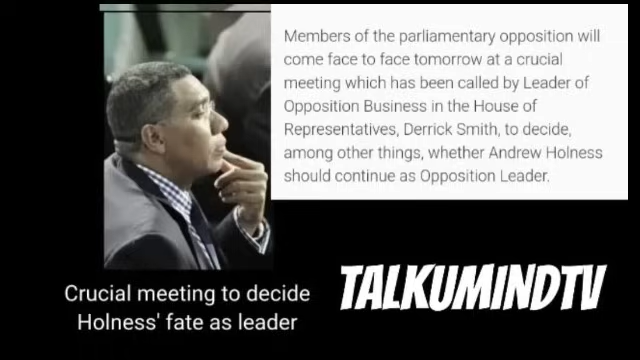 Members of the parliamentary opposition will
come face to face tomorrow at a crucial
meeting which has been called by Leader of
Opposition Business in the House of
Representatives, Derrick Smith, to decide,
among other things, whether Andrew Holness
should continue as Opposition Leader.
Crucial meeting to decide
Holness' fate as leader
TALKUMINDTV